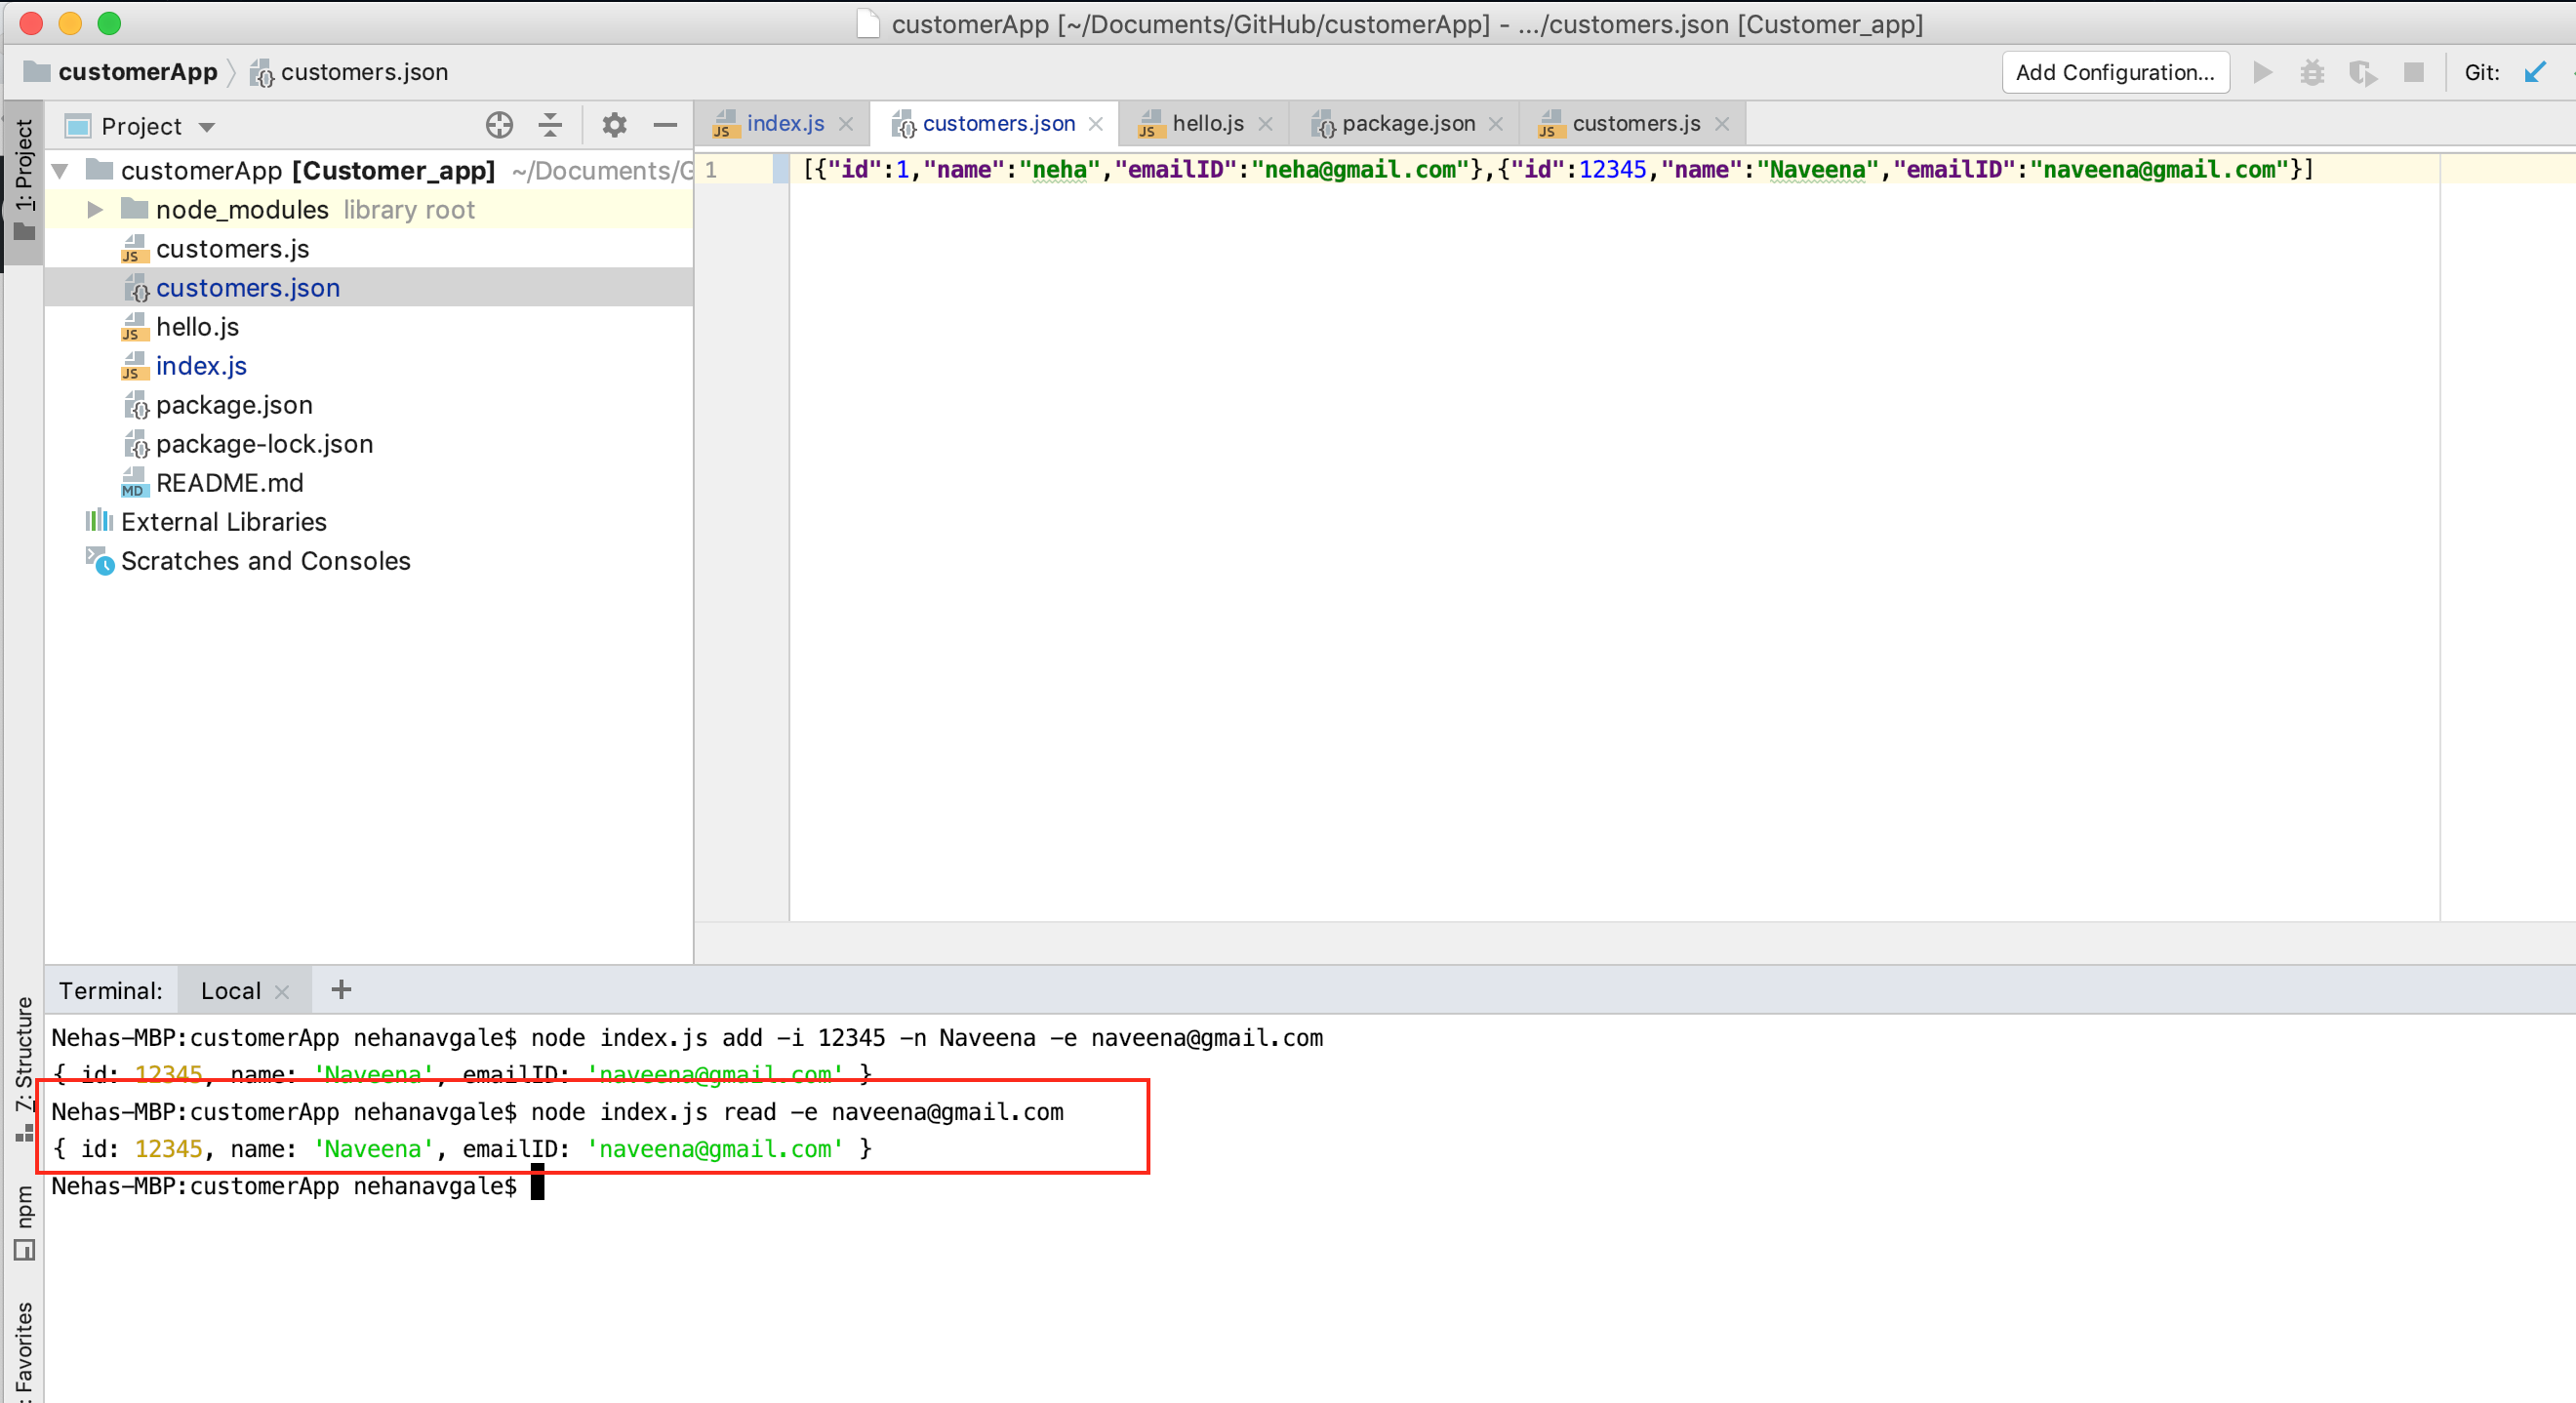 customerApp [~/Documents/GitHub/customerApp] - .../customers.json [Customer_app]
customerApp customers.json Add Configuration... Git:
1: Project
Project
index.js customers.json hello.js package.json customers.js
customerApp [Customer_app] ~/Documents/G
node_modules library root
customers.js
customers.json
hello.js
index.js
package.json
package-lock.json
README.md
External Libraries
Scratches and Consoles
1 [{"id":1,"name":"neha","emailID":"neha@gmail.com"},{"id":12345,"name":"Naveena","emailID":"naveena@gmail.com"}]
7: Structure
npm
: Favorites
Terminal: Local +
Nehas-MBP:customerApp nehanavgale$ node index.js add -i 12345 -n Naveena -e naveena@gmail.com
{ id: 12345, name: 'Naveena', emailID: 'naveena@gmail.com' }
Nehas-MBP:customerApp nehanavgale$ node index.js read -e naveena@gmail.com
{ id: 12345, name: 'Naveena', emailID: 'naveena@gmail.com' }
Nehas-MBP:customerApp nehanavgale$